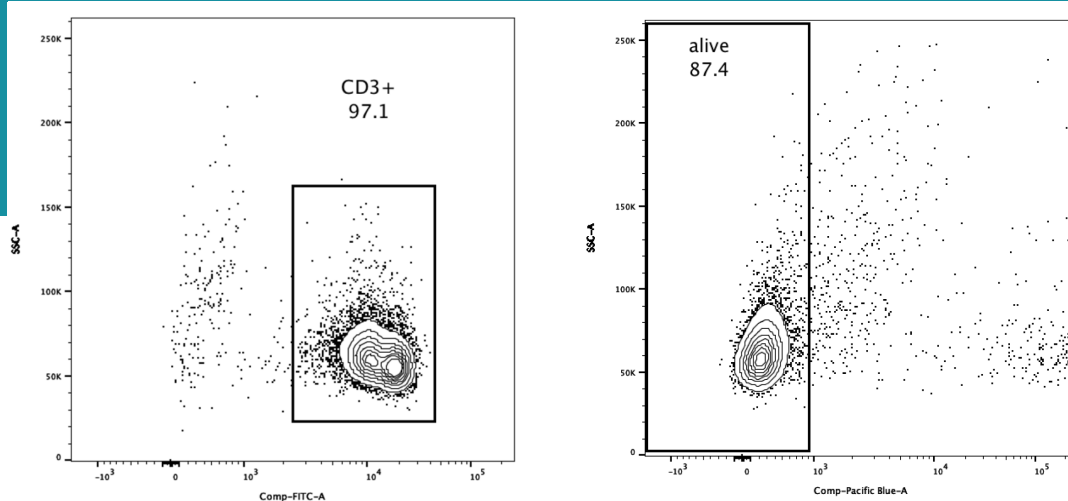 250K
200K
150K
100K
50K
0
SSC-A
CD3+
97.1
-10³ 0 10³ 10⁴ 10⁵
Comp-FITC-A
250K
200K
150K
100K
50K
0
SSC-A
alive
87.4
-10³ 0 10³ 10⁴ 10⁵
Comp-Pacific Blue-A